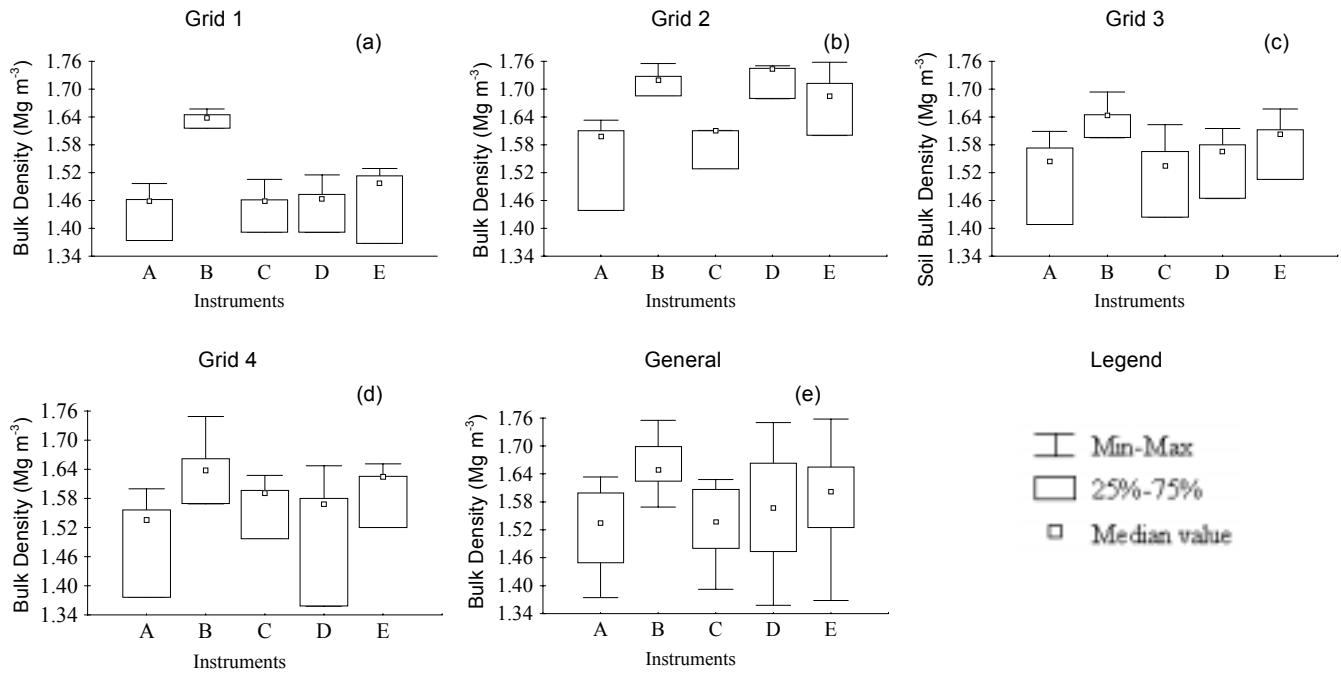 Grid 1
(a)
Bulk Density (Mg m-3)
1.76
1.70
1.64
1.58
1.52
1.46
1.40
1.34
A B C D E
Instruments
Grid 2
(b)
Bulk Density (Mg m-3)
1.76
1.70
1.64
1.58
1.52
1.46
1.40
1.34
A B C D E
Instruments
Grid 3
(c)
Soil Bulk Density (Mg m-3)
1.76
1.70
1.64
1.58
1.52
1.46
1.40
1.34
A B C D E
Instruments
Grid 4
(d)
Bulk Density (Mg m-3)
1.76
1.70
1.64
1.58
1.52
1.46
1.40
1.34
A B C D E
Instruments
General
(e)
Bulk Density (Mg m-3)
1.76
1.70
1.64
1.58
1.52
1.46
1.40
1.34
A B C D E
Instruments
Legend
Min-Max
25%-75%
Median value